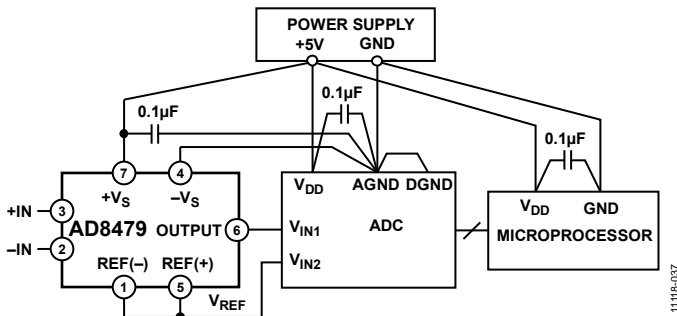 POWER SUPPLY
+5V GND
0.1µF
0.1µF
0.1µF
7 4
+VS –VS
VDD AGND DGND
VDD GND
+IN 3
AD8479 OUTPUT 6
VIN1
ADC
MICROPROCESSOR
–IN 2
REF(–) REF(+)
VIN2
1 5
VREF
11118-037